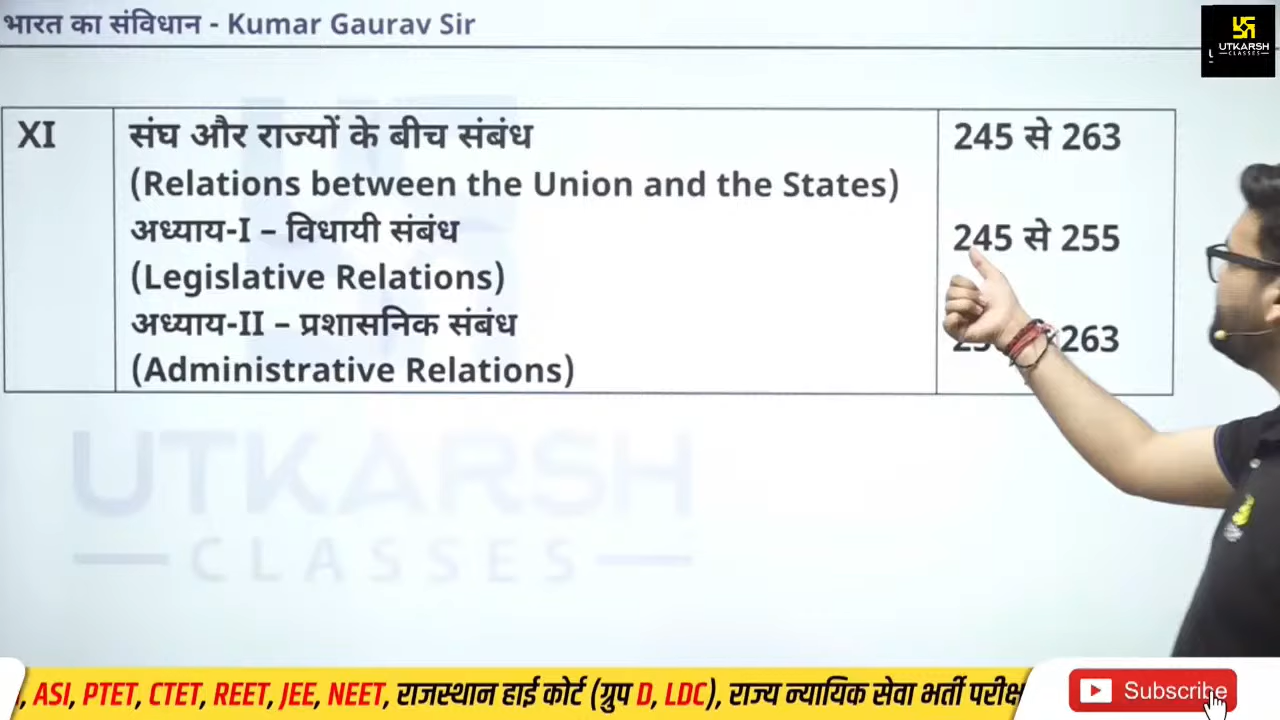 भारत का संविधान - Kumar Gaurav Sir
UTKARSH
CLASSES
XI
संघ और राज्यों के बीच संबंध
245 से 263
(Relations between the Union and the States)
अध्याय-I – विधायी संबंध
245 से 255
(Legislative Relations)
अध्याय-II – प्रशासनिक संबंध
263
(Administrative Relations)
UTKARSH
CLASSES
, ASI, PTET, CTET, REET, JEE, NEET, राजस्थान हाई कोर्ट (ग्रुप D, LDC), राज्य न्यायिक सेवा भर्ती
Subscribe